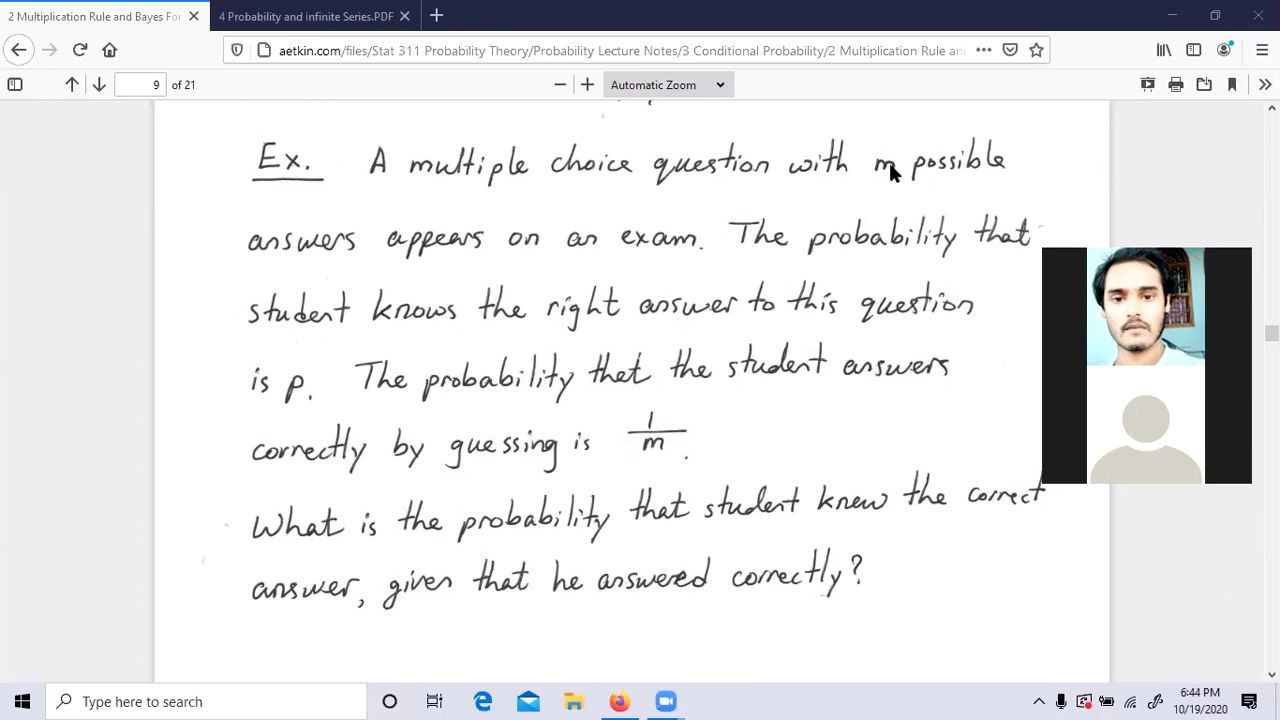 2 Multiplication Rule and Bayes Fo
4 Probability and Infinite Series.PDF
aetkin.com/files/Stat 311 Probability Theory/Probability Lecture Notes/3 Conditional Probability/2 Multiplication Rule and
9 of 21
Automatic Zoom
Ex. A multiple choice question with m possible
answers appears on an exam. The probability that
student knows the right answer to this question
is p. The probability that the student answers
correctly by guessing is 1/m.
What is the probability that student knew the correct
answer, given that he answered correctly?
Type here to search
6:44 PM
10/19/2020